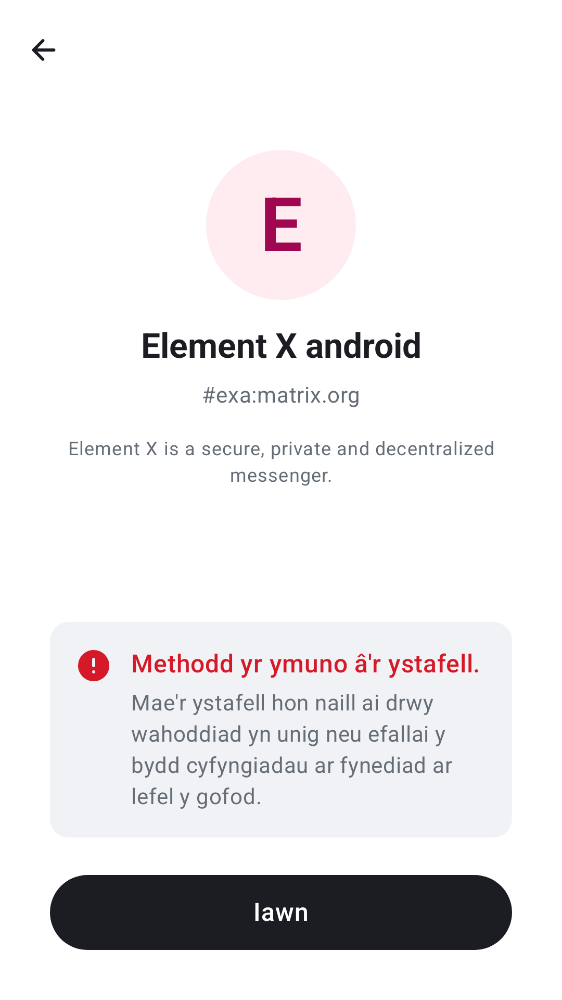 E
Element X android
#exa:matrix.org
Element X is a secure, private and decentralized
messenger.
Methodd yr ymuno â'r ystafell.
Mae'r ystafell hon naill ai drwy
wahoddiad yn unig neu efallai y
bydd cyfyngiadau ar fynediad ar
lefel y gofod.
Iawn